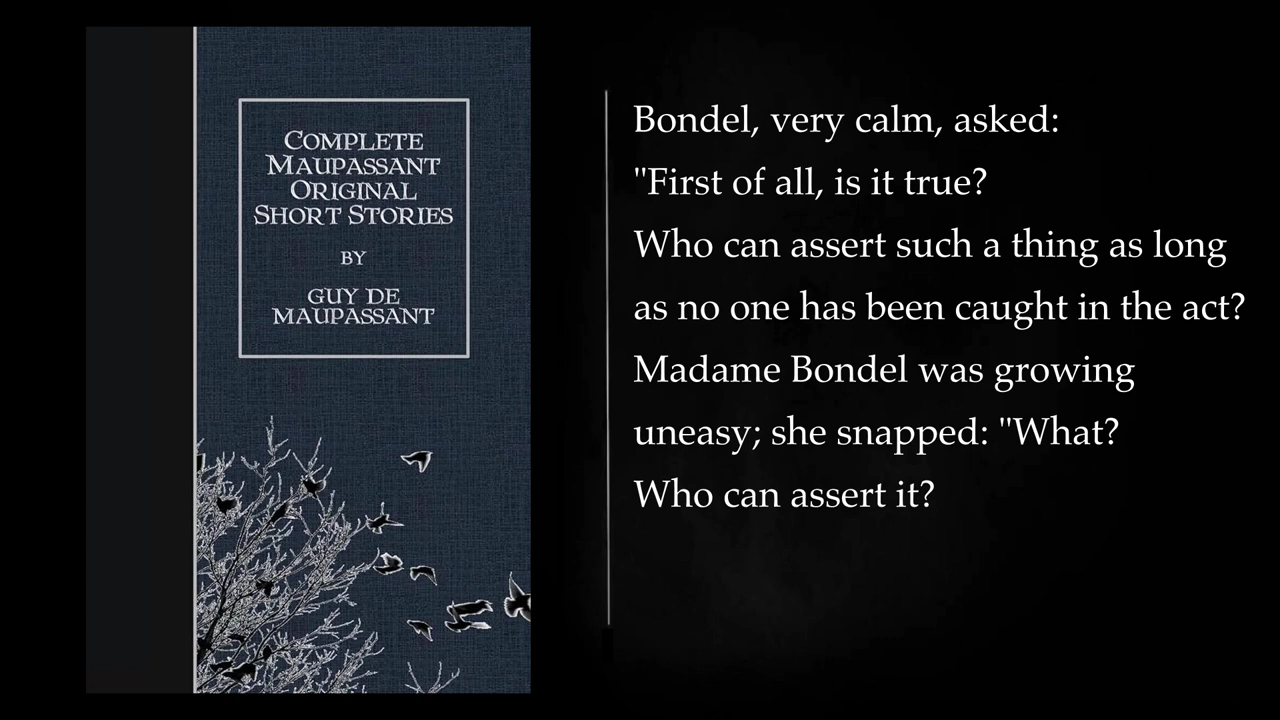 COMPLETE
MAUPASSANT
ORIGINAL
SHORT STORIES
BY
GUY DE
MAUPASSANT
Bondel, very calm, asked:
"First of all, is it true?
Who can assert such a thing as long
as no one has been caught in the act?
Madame Bondel was growing
uneasy; she snapped: "What?
Who can assert it?